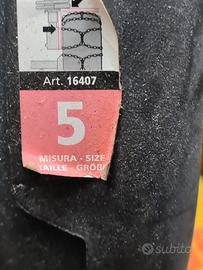 Art. 16407
5
MISURA - SIZE
TAILLE - GRÖß
subito